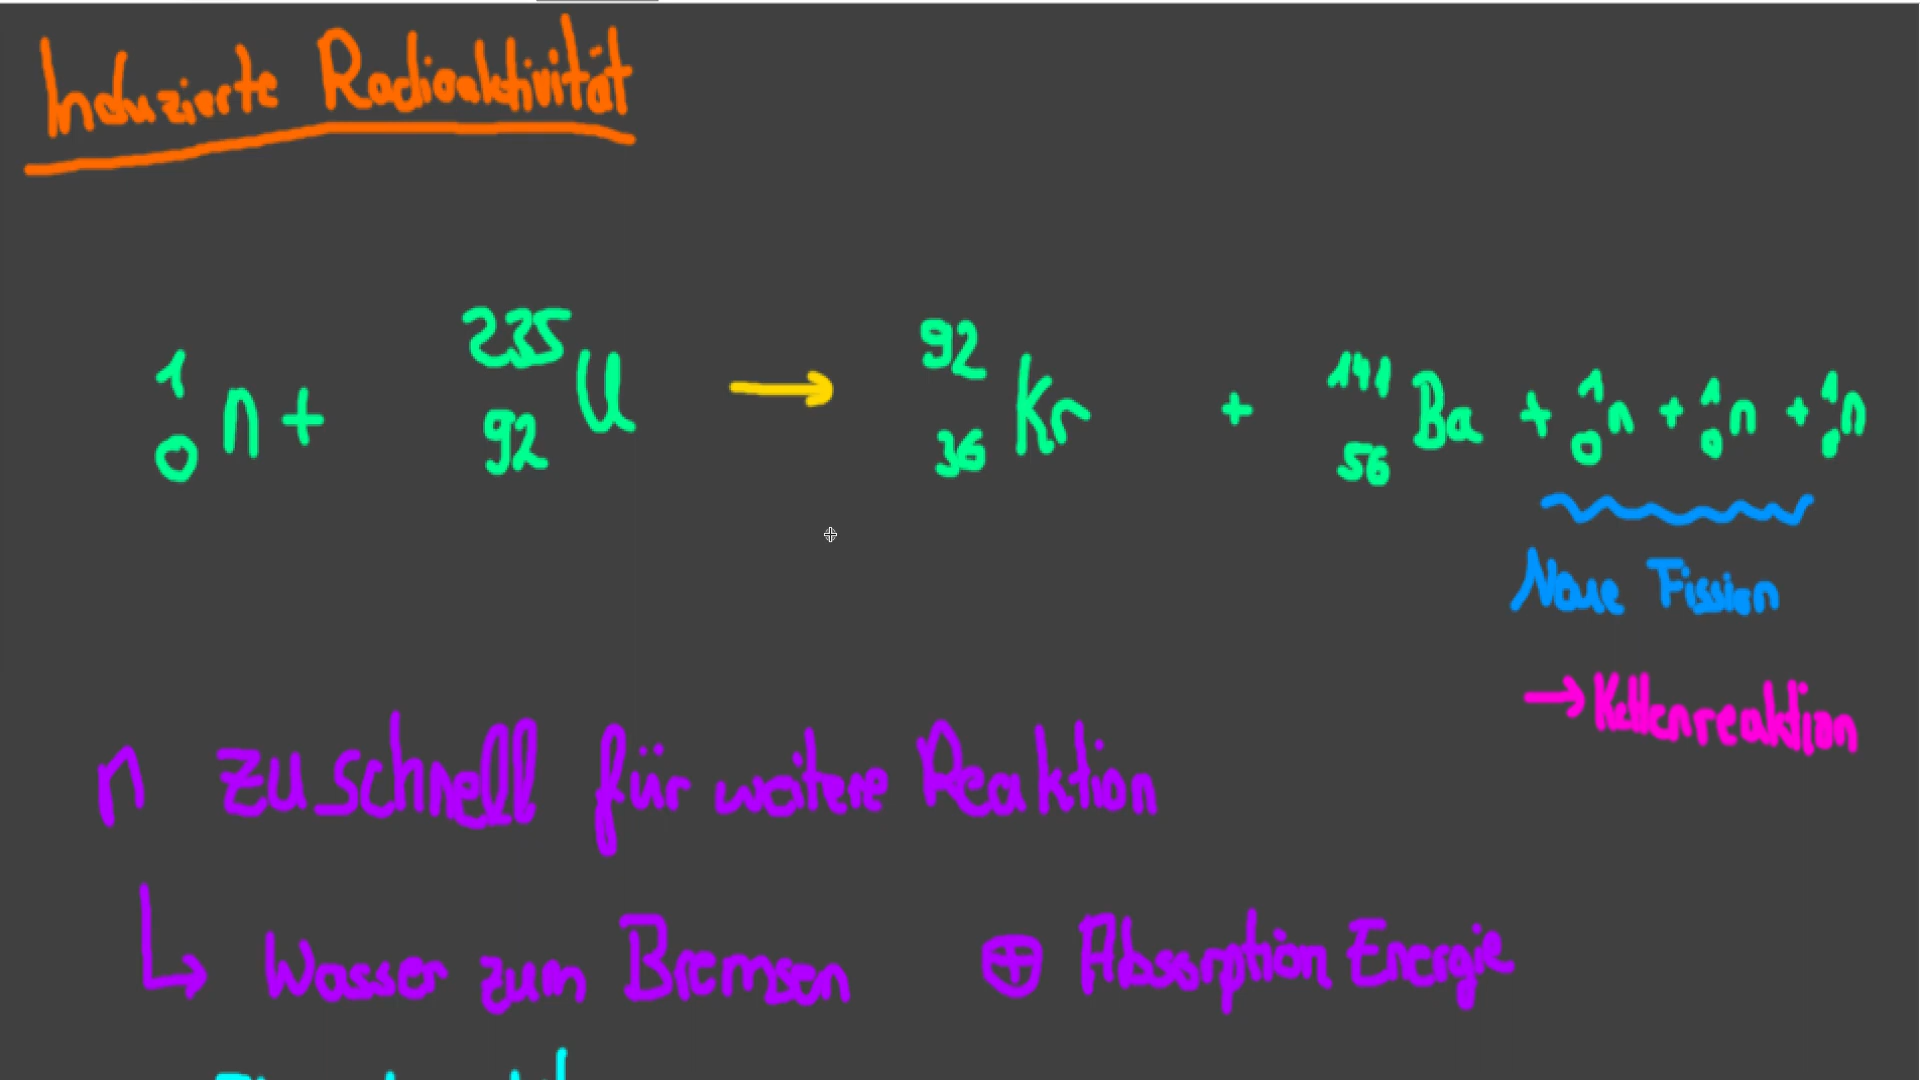 Induzierte Radioaktivität
¹₀n + ²³⁵₉₂U → ⁹²₃₆Kr + ¹⁴¹₅₆Ba + ¹₀n + ¹₀n + ¹₀n
Neue Fission
→ Kettenreaktion
n zu schnell für weitere Reaktion
↳ Wasser zum Bremsen ⊕ Absorption Energie